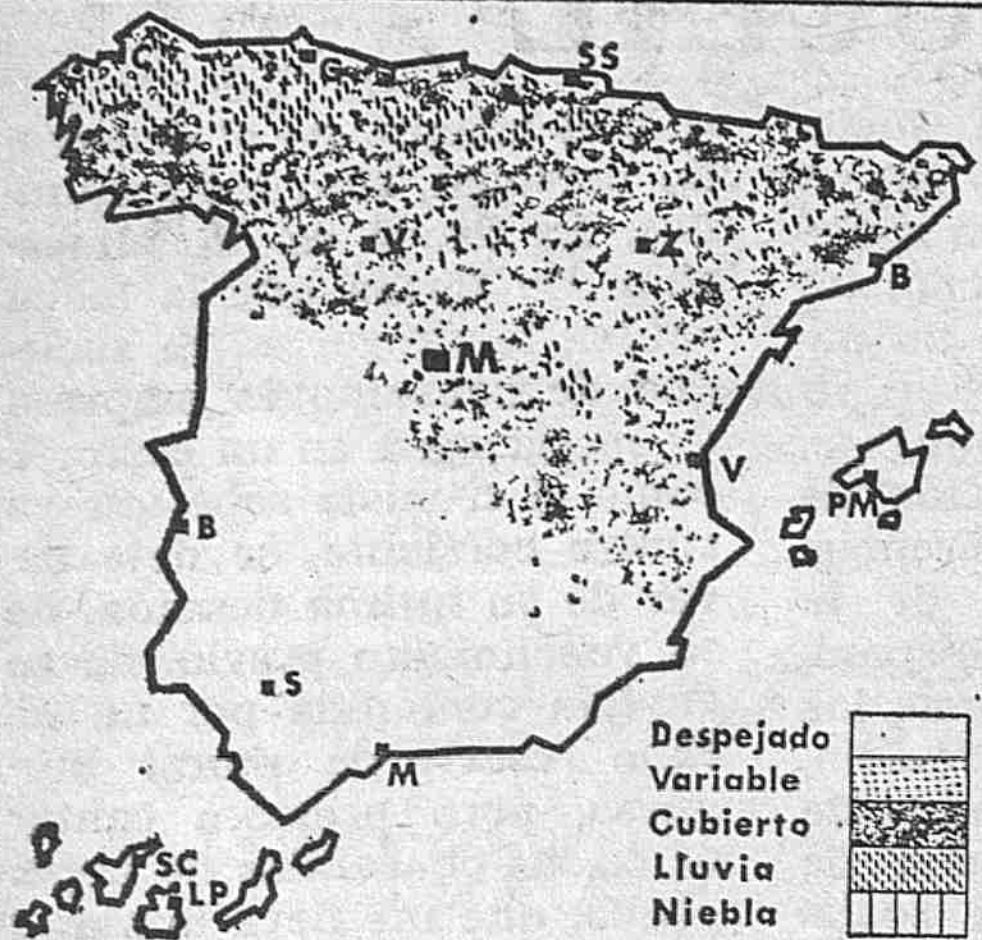 C G SS
V Z B
M
V
PM
B
S
M
SC
LP
Despejado
Variable
Cubierto
Lluvia
Niebla